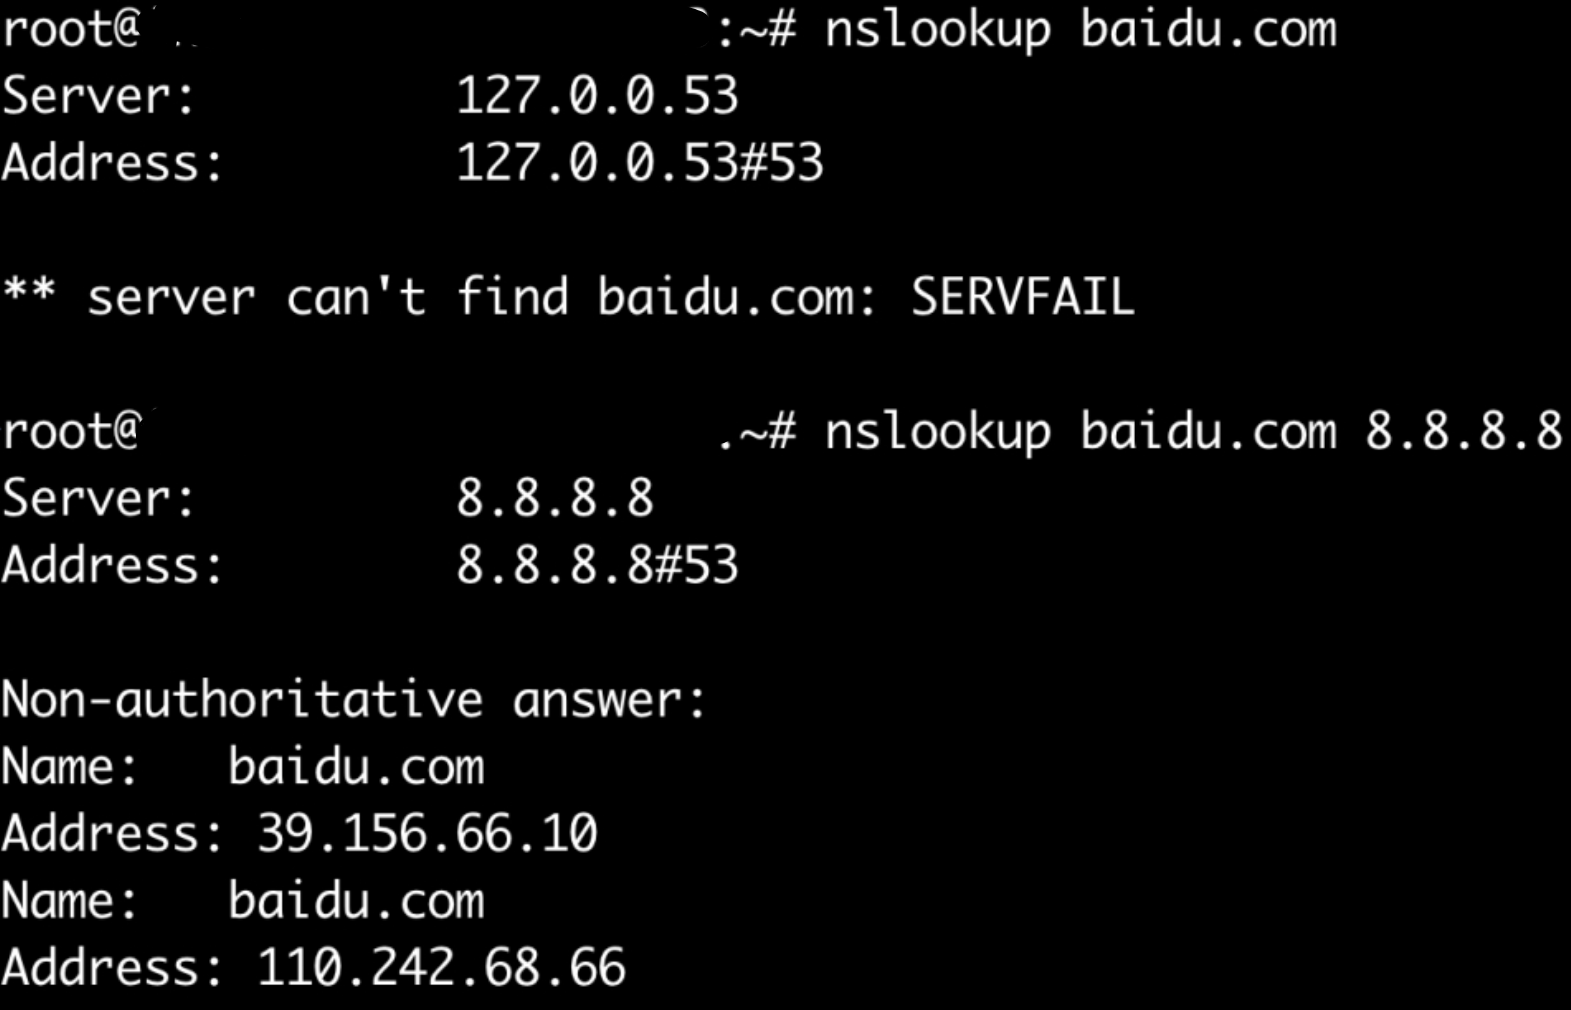 root@ :~# nslookup baidu.com
Server: 127.0.0.53
Address: 127.0.0.53#53
** server can't find baidu.com: SERVFAIL
root@ .~# nslookup baidu.com 8.8.8.8
Server: 8.8.8.8
Address: 8.8.8.8#53
Non-authoritative answer:
Name: baidu.com
Address: 39.156.66.10
Name: baidu.com
Address: 110.242.68.66